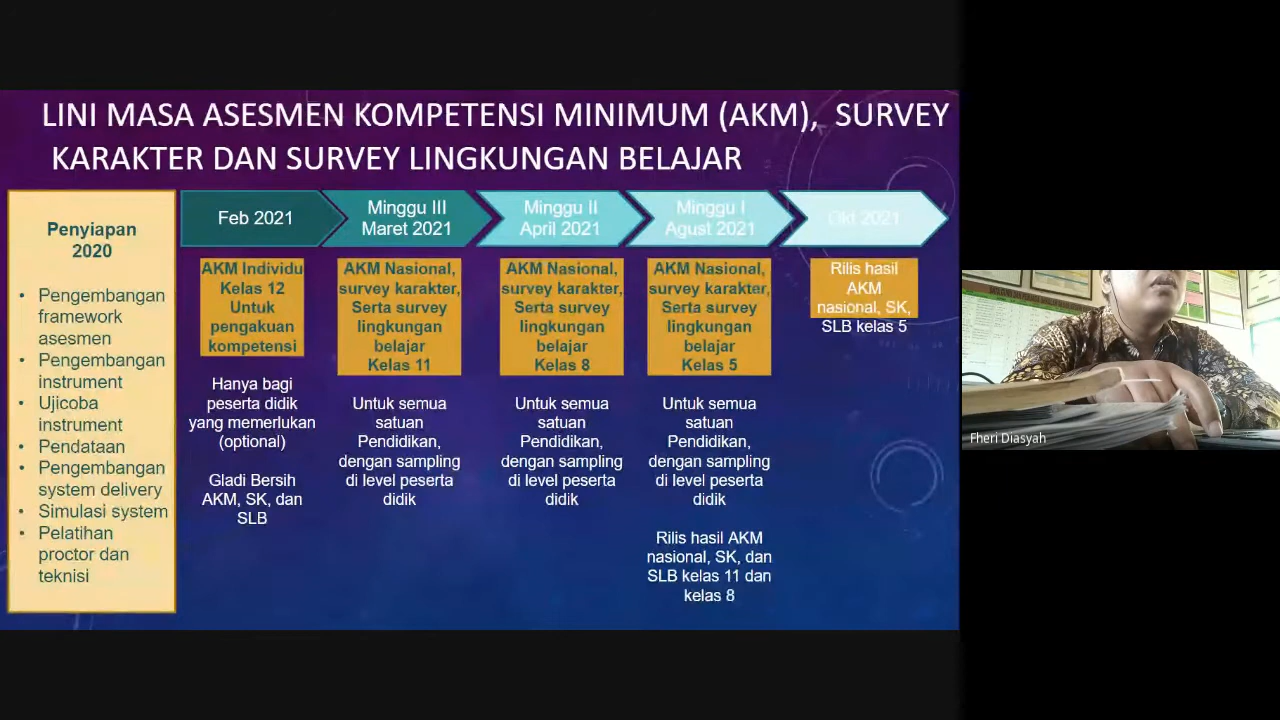 LINI MASA ASESMEN KOMPETENSI MINIMUM (AKM), SURVEY
KARAKTER DAN SURVEY LINGKUNGAN BELAJAR
Penyiapan
2020
• Pengembangan
framework
asesmen
• Pengembangan
instrument
• Ujicoba
instrument
• Pendataan
• Pengembangan
system delivery
• Simulasi system
• Pelatihan
proctor dan
teknisi
Feb 2021
AKM Individu
Kelas 12
Untuk
pengakuan
kompetensi
Hanya bagi
peserta didik
yang memerlukan
(optional)
Gladi Bersih
AKM, SK, dan
SLB
Minggu III
Maret 2021
AKM Nasional,
survey karakter,
Serta survey
lingkungan
belajar
Kelas 11
Untuk semua
satuan
Pendidikan,
dengan sampling
di level peserta
didik
Minggu II
April 2021
AKM Nasional,
survey karakter,
Serta survey
lingkungan
belajar
Kelas 8
Untuk semua
satuan
Pendidikan,
dengan sampling
di level peserta
didik
Minggu I
Agust 2021
AKM Nasional,
survey karakter,
Serta survey
lingkungan
belajar
Kelas 5
Untuk semua
satuan
Pendidikan,
dengan sampling
di level peserta
didik
Rilis hasil AKM
nasional, SK, dan
SLB kelas 11 dan
kelas 8
Okt 2021
Rilis hasil
AKM
nasional, SK,
SLB kelas 5
Fheri Diasyah